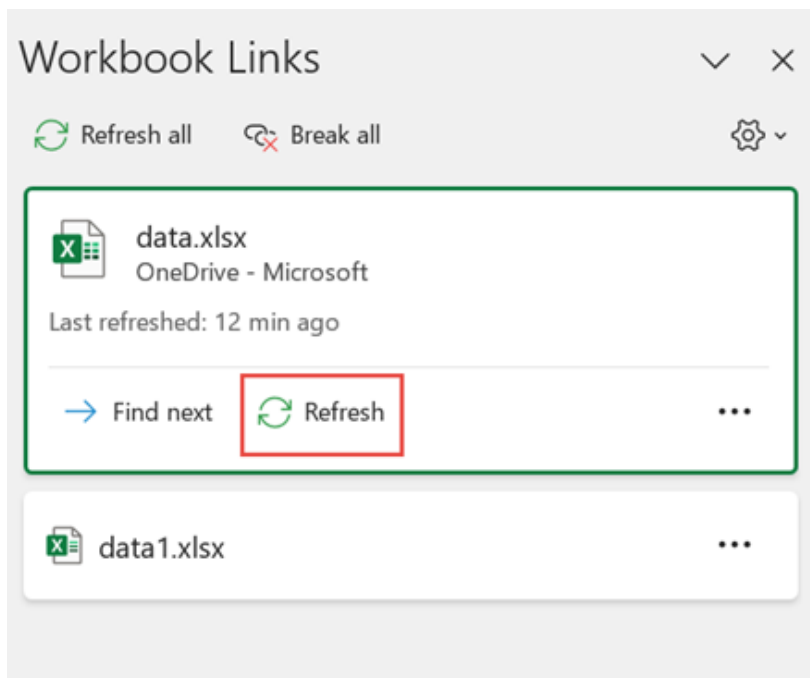 Workbook Links
Refresh all Break all
data.xlsx
OneDrive - Microsoft
Last refreshed: 12 min ago
Find next Refresh
data1.xlsx